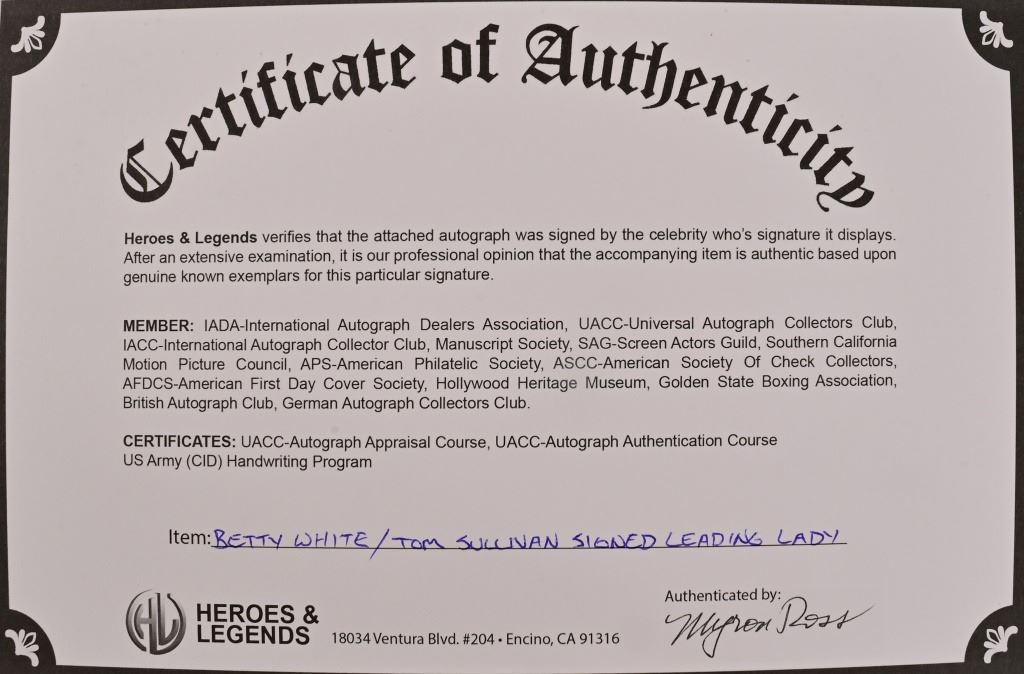 Certificate of Authenticity
Heroes & Legends verifies that the attached autograph was signed by the celebrity who's signature it displays.
After an extensive examination, it is our professional opinion that the accompanying item is authentic based upon
genuine known exemplars for this particular signature.
MEMBER: IADA-International Autograph Dealers Association, UACC-Universal Autograph Collectors Club,
IACC-International Autograph Collector Club, Manuscript Society, SAG-Screen Actors Guild, Southern California
Motion Picture Council, APS-American Philatelic Society, ASCC-American Society Of Check Collectors,
AFDCS-American First Day Cover Society, Hollywood Heritage Museum, Golden State Boxing Association,
British Autograph Club, German Autograph Collectors Club.
CERTIFICATES: UACC-Autograph Appraisal Course, UACC-Autograph Authentication Course
US Army (CID) Handwriting Program
Item: BETTY WHITE/TOM SULLIVAN SIGNED LEADING LADY
HL HEROES &
LEGENDS
18034 Ventura Blvd. #204 • Encino, CA 91316
Authenticated by:
Myron Ross